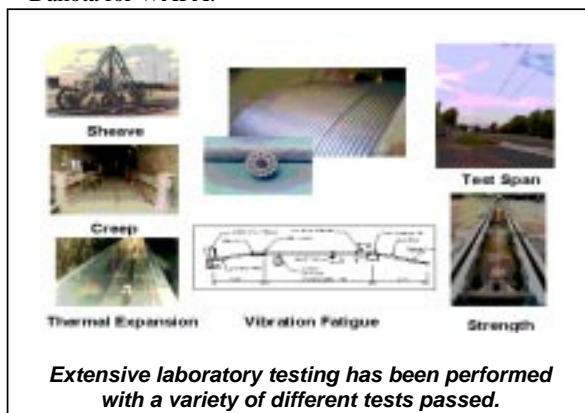 Sheave
Test Span
Creep
Thermal Expansion
Vibration Fatigue
Strength
Extensive laboratory testing has been performed
with a variety of different tests passed.